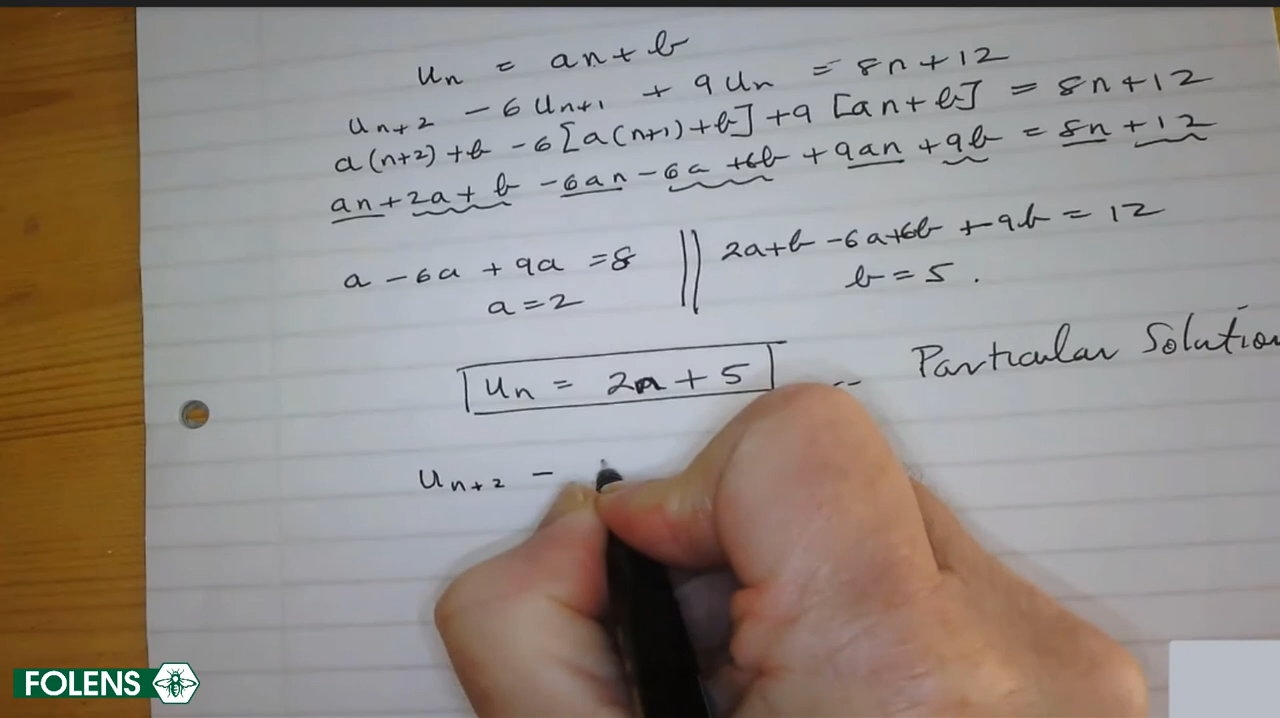 un = an + b
un+2 - 6un+1 + 9un = 8n + 12
a(n+2) + b - 6[a(n+1) + b] + 9[an + b] = 8n + 12
an + 2a + b - 6an - 6a + 6b + 9an + 9b = 8n + 12
a - 6a + 9a = 8 || 2a + b - 6a + 6b + 9b = 12
a = 2
b = 5.
un = 2n + 5 -- Particular Solution
un+2 -
FOLENS